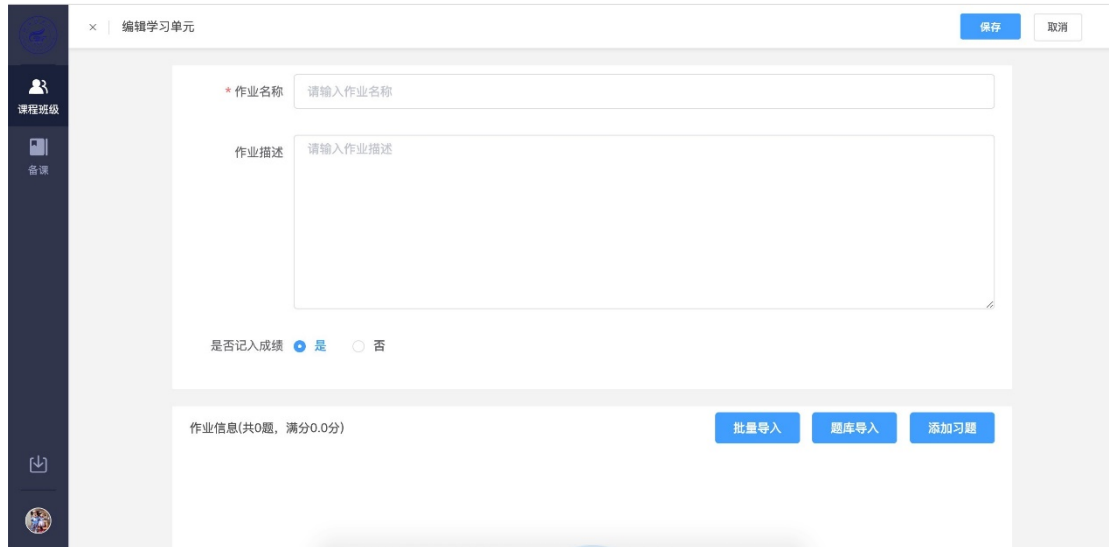 × 编辑学习单元
保存 取消
课程班级
备课
* 作业名称 请输入作业名称
作业描述 请输入作业描述
是否记入成绩 是 否
作业信息(共0题，满分0.0分)
批量导入 题库导入 添加习题